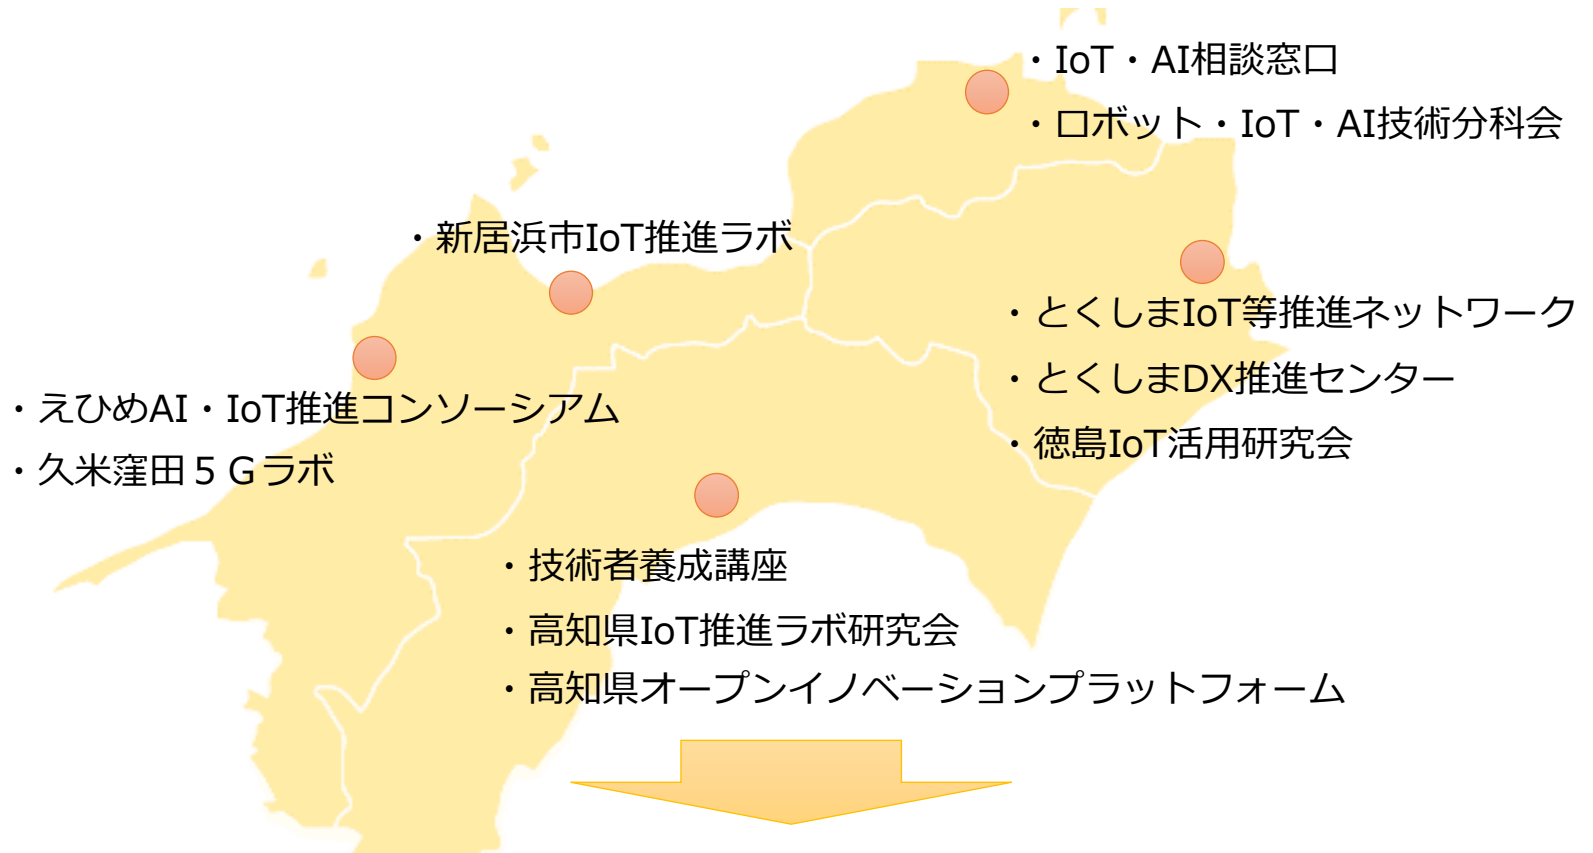 ・IoT・AI相談窓口
・ロボット・IoT・AI技術分科会
・新居浜市IoT推進ラボ
・とくしまIoT等推進ネットワーク
・とくしまDX推進センター
・徳島IoT活用研究会
・えひめAI・IoT推進コンソーシアム
・久米窪田５Ｇラボ
・技術者養成講座
・高知県IoT推進ラボ研究会
・高知県オープンイノベーションプラットフォーム